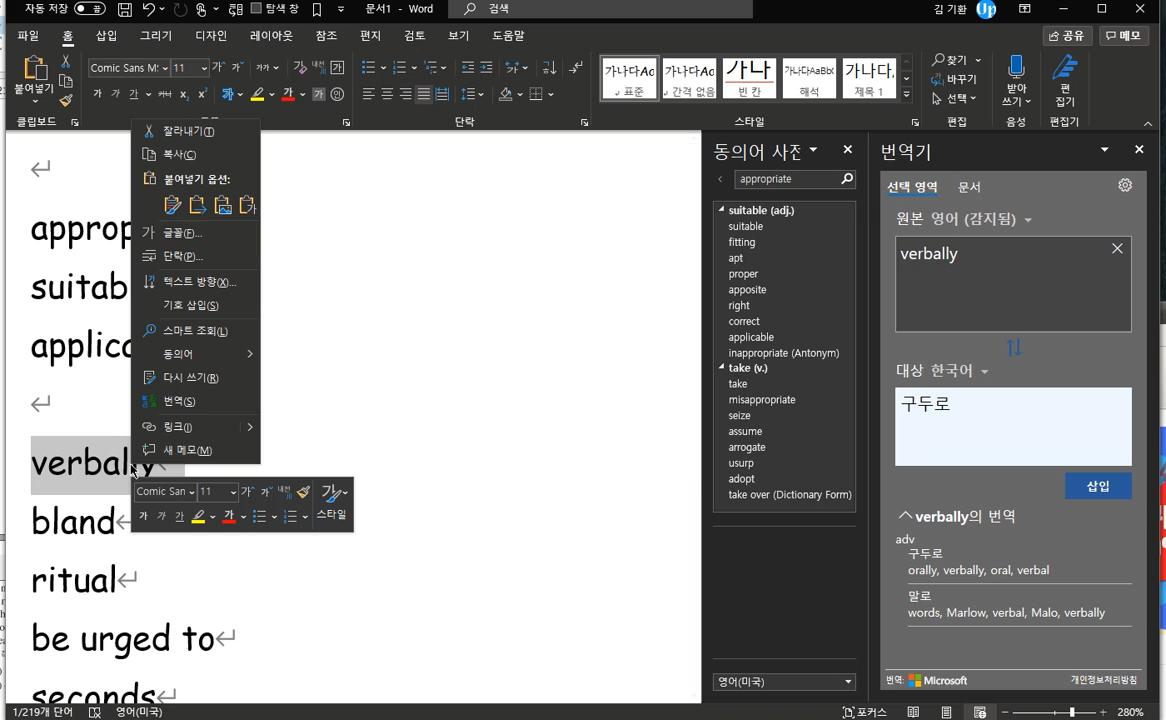 자동 저장
탐색 창
문서1 - Word
검색
김 기환
파일 홈 삽입 그리기 디자인 레이아웃 참조 편지 검토 보기 도움말
공유 메모
붙여넣기
클립보드
Comic Sans M 11
단락
가나다Aa 가나다Aa 가나 가나다AaBbC 가나다,
표준 간격 없음 빈 칸 해석 제목 1
스타일
찾기
바꾸기
선택
편집
받아
쓰기
음성
편
집기
편집기
잘라내기(T)
복사(C)
붙여넣기 옵션:
글꼴(F)...
단락(P)...
텍스트 방향(X)...
기호 삽입(S)
스마트 조회(L)
동의어
다시 쓰기(R)
번역(S)
링크(I)
새 메모(M)
Comic San 11
스타일
approp
suitab
applica
verbally
bland
ritual
be urged to
seconds
동의어 사전
appropriate
suitable (adj.)
suitable
fitting
apt
proper
apposite
right
correct
applicable
inappropriate (Antonym)
take (v.)
take
misappropriate
seize
assume
arrogate
usurp
adopt
take over (Dictionary Form)
영어(미국)
번역기
선택 영역 문서
원본 영어 (감지됨)
verbally
대상 한국어
구두로
삽입
verbally의 번역
adv
구두로
orally, verbally, oral, verbal
말로
words, Marlow, verbal, Malo, verbally
번역: Microsoft
개인정보처리방침
1/219개 단어
영어(미국)
포커스
280%